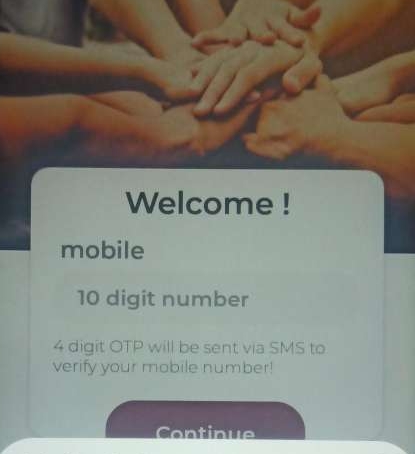 Welcome !
mobile
10 digit number
4 digit OTP will be sent via SMS to
verify your mobile number!
Continue